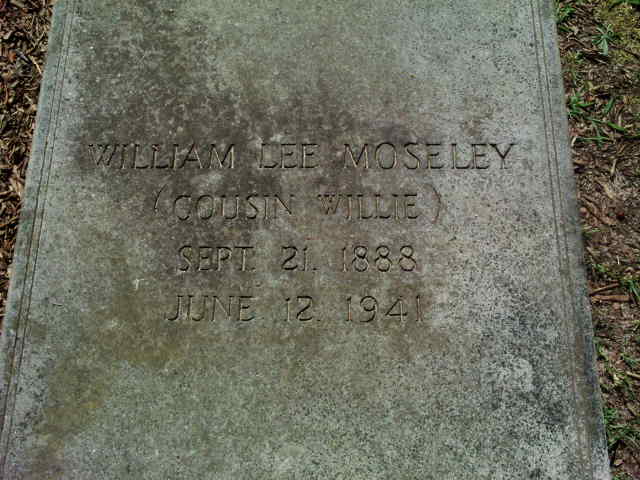 WILLIAM LEE MOSELEY
(COUSIN WILLIE)
SEPT. 21. 1888
JUNE. 12. 1941